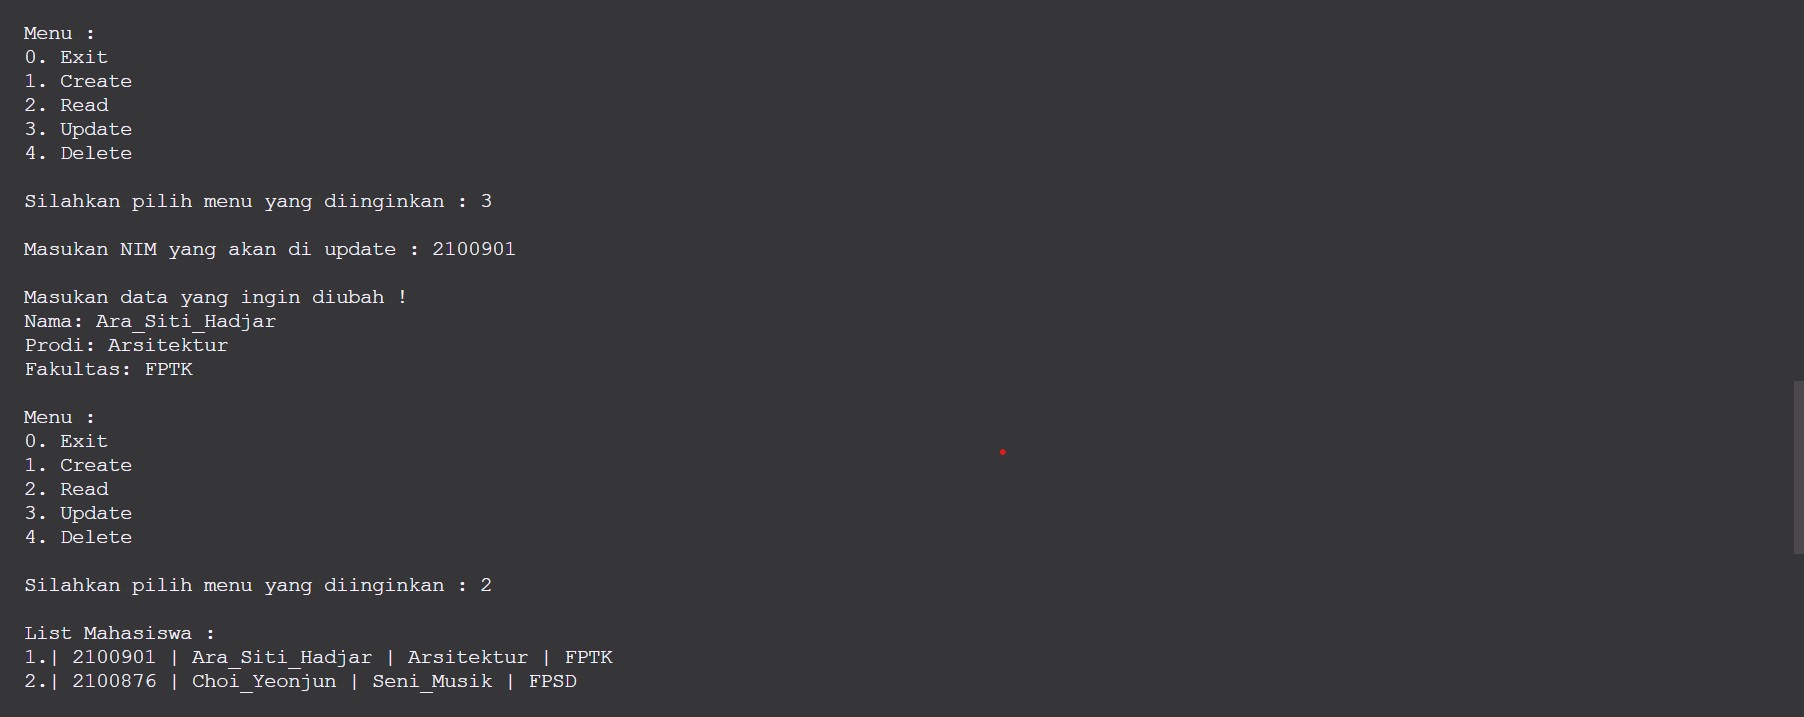 Menu :
0. Exit
1. Create
2. Read
3. Update
4. Delete
Silahkan pilih menu yang diinginkan : 3
Masukan NIM yang akan di update : 2100901
Masukan data yang ingin diubah !
Nama: Ara_Siti_Hadjar
Prodi: Arsitektur
Fakultas: FPTK
Menu :
0. Exit
1. Create
2. Read
3. Update
4. Delete
Silahkan pilih menu yang diinginkan : 2
List Mahasiswa :
1.| 2100901 | Ara_Siti_Hadjar | Arsitektur | FPTK
2.| 2100876 | Choi_Yeonjun | Seni_Musik | FPSD